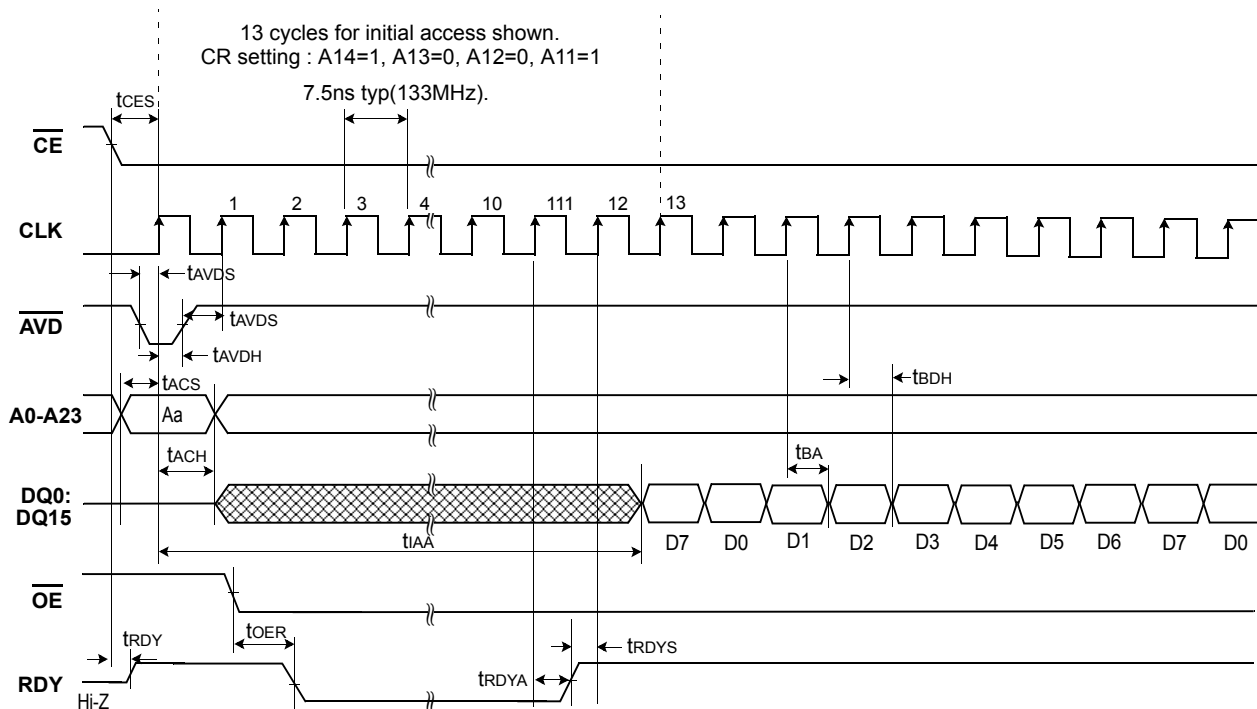 13 cycles for initial access shown.
CR setting : A14=1, A13=0, A12=0, A11=1
7.5ns typ(133MHz).
tCES
CE
1 2 3 4 10 111 12 13
CLK
tAVDS
AVD
tAVDS
tAVDH
tACS
tBDH
A0-A23
Aa
tACH
tBA
DQ0:
DQ15
tIAA
D7 D0 D1 D2 D3 D4 D5 D6 D7 D0
OE
tRDY
tOER
tRDYS
tRDYA
RDY
Hi-Z